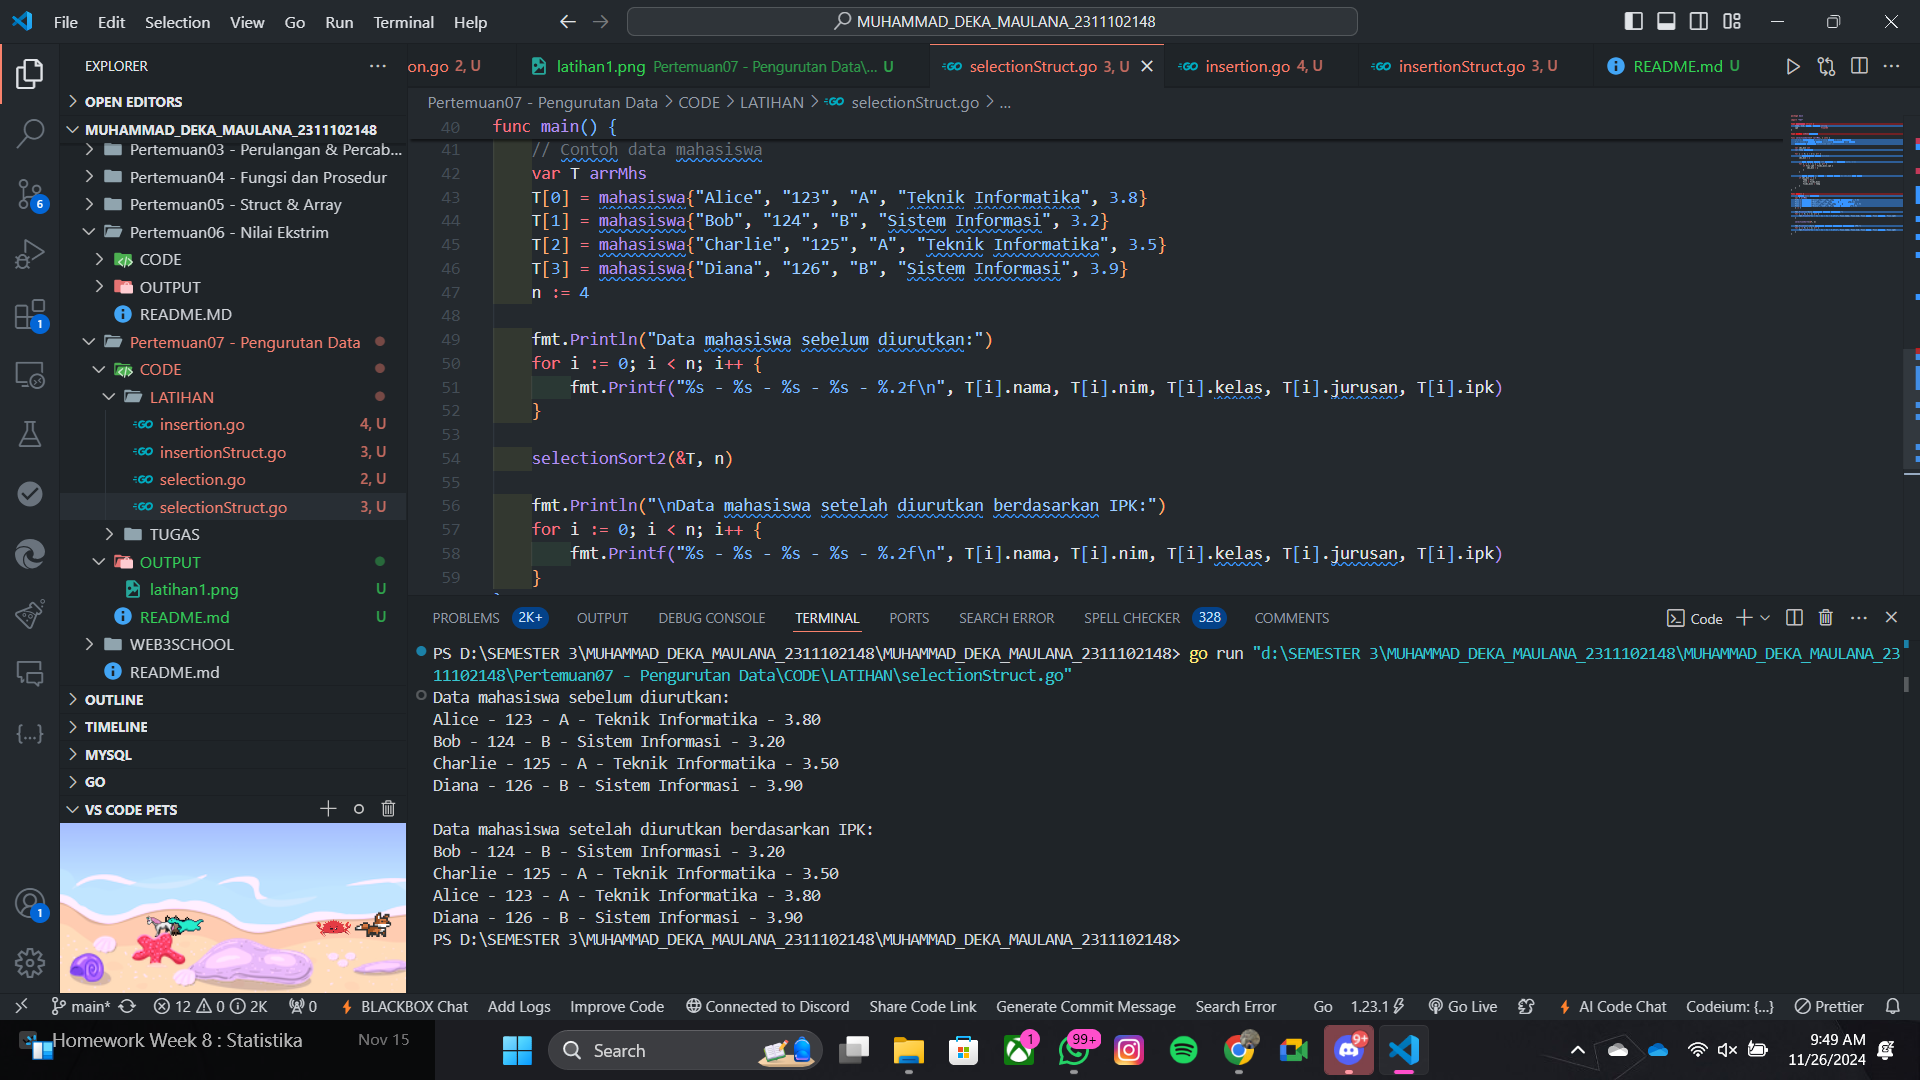 File Edit Selection View Go Run Terminal Help
MUHAMMAD_DEKA_MAULANA_2311102148
EXPLORER
OPEN EDITORS
MUHAMMAD_DEKA_MAULANA_2311102148
Pertemuan03 - Perulangan & Percab...
Pertemuan04 - Fungsi dan Prosedur
Pertemuan05 - Struct & Array
Pertemuan06 - Nilai Ekstrim
CODE
OUTPUT
README.MD
Pertemuan07 - Pengurutan Data
CODE
LATIHAN
insertion.go 4, U
insertionStruct.go 3, U
selection.go 2, U
selectionStruct.go 3, U
TUGAS
OUTPUT
latihan1.png U
README.md U
WEB3SCHOOL
README.md
OUTLINE
TIMELINE
MYSQL
GO
VS CODE PETS
6
1
1
on.go 2, U
latihan1.png Pertemuan07 - Pengurutan Data\... U
selectionStruct.go 3, U
insertion.go 4, U
insertionStruct.go 3, U
README.md U
Pertemuan07 - Pengurutan Data > CODE > LATIHAN > selectionStruct.go > ...
40 func main() {
41 // Contoh data mahasiswa
42 var T arrMhs
43 T[0] = mahasiswa{"Alice", "123", "A", "Teknik Informatika", 3.8}
44 T[1] = mahasiswa{"Bob", "124", "B", "Sistem Informasi", 3.2}
45 T[2] = mahasiswa{"Charlie", "125", "A", "Teknik Informatika", 3.5}
46 T[3] = mahasiswa{"Diana", "126", "B", "Sistem Informasi", 3.9}
47 n := 4
48
49 fmt.Println("Data mahasiswa sebelum diurutkan:")
50 for i := 0; i < n; i++ {
51 fmt.Printf("%s - %s - %s - %s - %.2f\n", T[i].nama, T[i].nim, T[i].kelas, T[i].jurusan, T[i].ipk)
52 }
53
54 selectionSort2(&T, n)
55
56 fmt.Println("\nData mahasiswa setelah diurutkan berdasarkan IPK:")
57 for i := 0; i < n; i++ {
58 fmt.Printf("%s - %s - %s - %s - %.2f\n", T[i].nama, T[i].nim, T[i].kelas, T[i].jurusan, T[i].ipk)
59 }
PROBLEMS 2K+ OUTPUT DEBUG CONSOLE TERMINAL PORTS SEARCH ERROR SPELL CHECKER 328 COMMENTS
Code
PS D:\SEMESTER 3\MUHAMMAD_DEKA_MAULANA_2311102148\MUHAMMAD_DEKA_MAULANA_2311102148> go run "d:\SEMESTER 3\MUHAMMAD_DEKA_MAULANA_2311102148\MUHAMMAD_DEKA_MAULANA_23
11102148\Pertemuan07 - Pengurutan Data\CODE\LATIHAN\selectionStruct.go"
Data mahasiswa sebelum diurutkan:
Alice - 123 - A - Teknik Informatika - 3.80
Bob - 124 - B - Sistem Informasi - 3.20
Charlie - 125 - A - Teknik Informatika - 3.50
Diana - 126 - B - Sistem Informasi - 3.90
Data mahasiswa setelah diurutkan berdasarkan IPK:
Bob - 124 - B - Sistem Informasi - 3.20
Charlie - 125 - A - Teknik Informatika - 3.50
Alice - 123 - A - Teknik Informatika - 3.80
Diana - 126 - B - Sistem Informasi - 3.90
PS D:\SEMESTER 3\MUHAMMAD_DEKA_MAULANA_2311102148\MUHAMMAD_DEKA_MAULANA_2311102148>
main* 12 0 2K 0 BLACKBOX Chat Add Logs Improve Code Connected to Discord Share Code Link Generate Commit Message Search Error Go 1.23.1 Go Live AI Code Chat Codeium: {...} Prettier
Homework Week 8 : Statistika Nov 15
Search
1
99+
9+
9:49 AM
11/26/2024